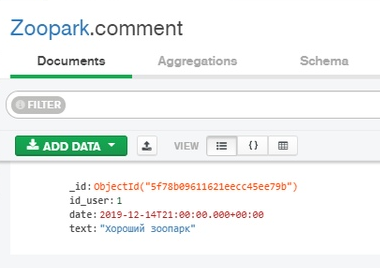 Zoopark.comment
Documents Aggregations Schema
FILTER
ADD DATA VIEW {}
_id: ObjectId("5f78b09611621eecc45ee79b")
id_user: 1
date: 2019-12-14T21:00:00.000+00:00
text: "Хороший зоопарк"